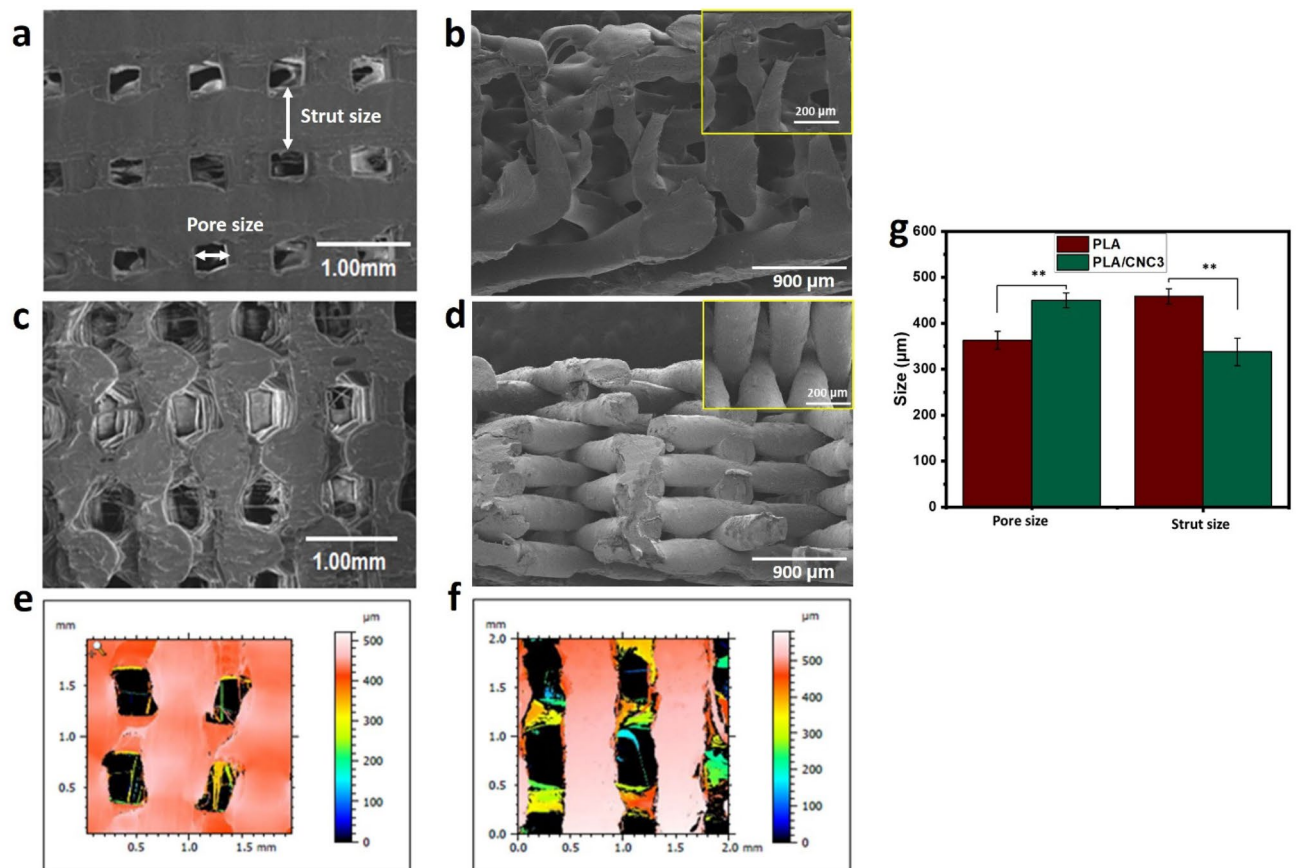 a
Strut size
Pore size
1.00mm
b
200 µm
900 µm
c
1.00mm
d
200 µm
900 µm
g
600
500
400
300
200
100
0
Size (µm)
PLA
PLA/CNC3
**
**
Pore size
Strut size
e
mm
1.5
1.0
0.5
0.5
1.0
1.5 mm
µm
500
400
300
200
100
0
f
mm
2.0
1.5
1.0
0.5
0.0
0.0
0.5
1.0
1.5
2.0 mm
µm
500
400
300
200
100
0